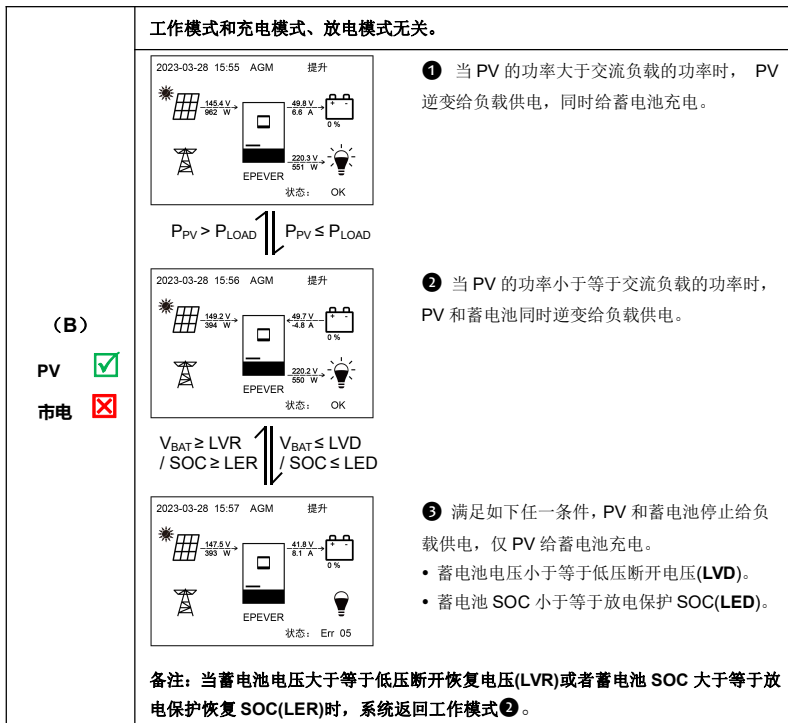 工作模式和充电模式、放电模式无关。
2023-03-28 15:55 AGM 提升
145.4 V
962 W
49.8 V
6.6 A
+ -
0 %
220.3 V
551 W
EPEVER
状态： OK
❶ 当 PV 的功率大于交流负载的功率时， PV
逆变给负载供电，同时给蓄电池充电。
PPV > PLOAD PPV ≤ PLOAD
2023-03-28 15:56 AGM 提升
149.2 V
394 W
49.7 V
-4.8 A
+ -
0 %
220.2 V
550 W
EPEVER
状态： OK
❷ 当 PV 的功率小于等于交流负载的功率时，
PV 和蓄电池同时逆变给负载供电。
（B）
PV
市电
VBAT ≥ LVR VBAT ≤ LVD
/ SOC ≥ LER / SOC ≤ LED
2023-03-28 15:57 AGM 提升
147.5 V
393 W
41.8 V
8.1 A
+ -
0 %
EPEVER
状态： Err 05
❸ 满足如下任一条件，PV 和蓄电池停止给负
载供电，仅 PV 给蓄电池充电。
• 蓄电池电压小于等于低压断开电压(LVD)。
• 蓄电池 SOC 小于等于放电保护 SOC(LED)。
备注：当蓄电池电压大于等于低压断开恢复电压(LVR)或者蓄电池 SOC 大于等于放
电保护恢复 SOC(LER)时，系统返回工作模式❷。